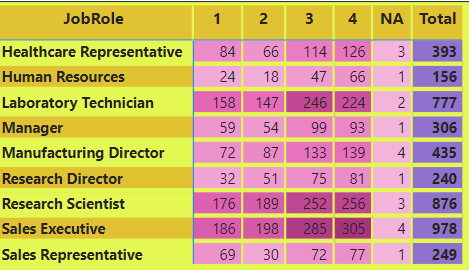 JobRole 1 2 3 4 NA Total
Healthcare Representative 84 66 114 126 3 393
Human Resources 24 18 47 66 1 156
Laboratory Technician 158 147 246 224 2 777
Manager 59 54 99 93 1 306
Manufacturing Director 72 87 133 139 4 435
Research Director 32 51 75 81 1 240
Research Scientist 176 189 252 256 3 876
Sales Executive 186 198 285 305 4 978
Sales Representative 69 30 72 77 1 249